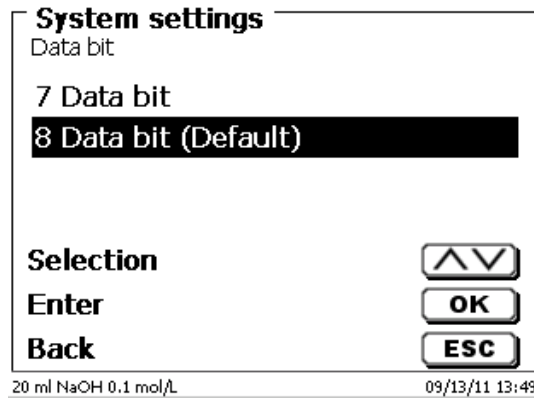 System settings
Data bit
7 Data bit
8 Data bit (Default)
Selection
Enter OK
Back ESC
20 ml NaOH 0.1 mol/L 09/13/11 13:49